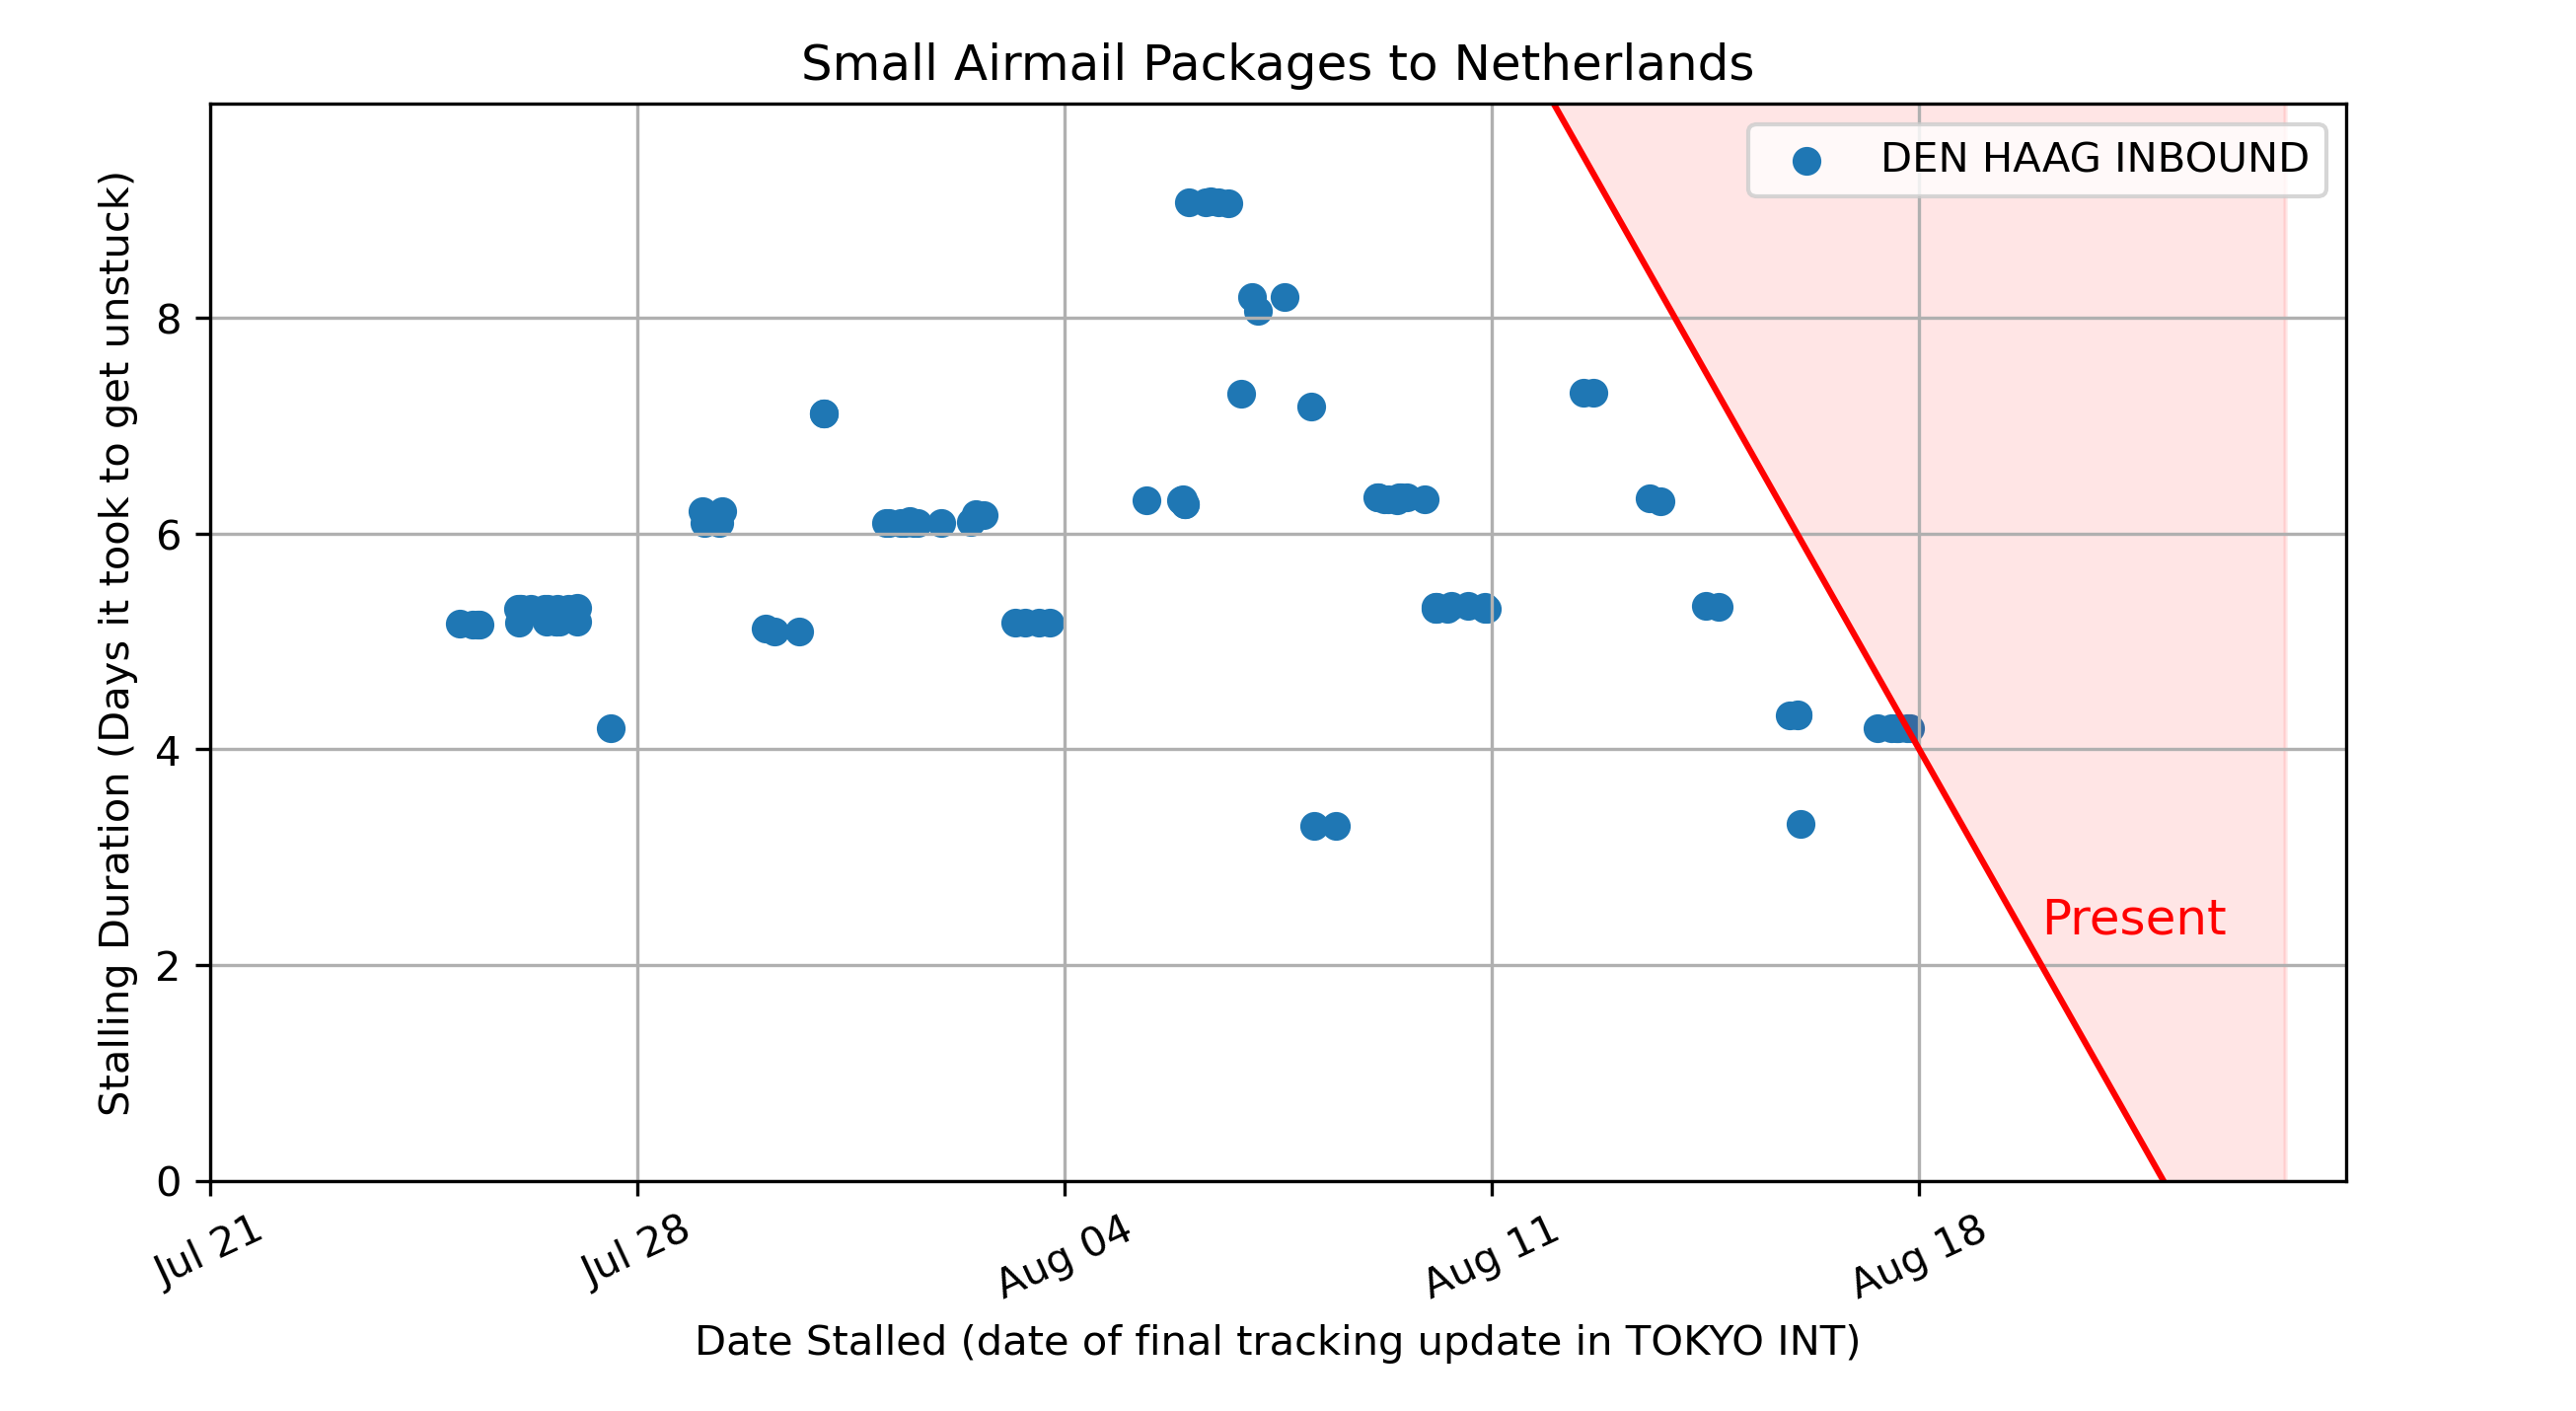 Small Airmail Packages to Netherlands
DEN HAAG INBOUND
Stalling Duration (Days it took to get unstuck)
8
6
4
2
0
Present
Jul 21
Jul 28
Aug 04
Aug 11
Aug 18
Date Stalled (date of final tracking update in TOKYO INT)